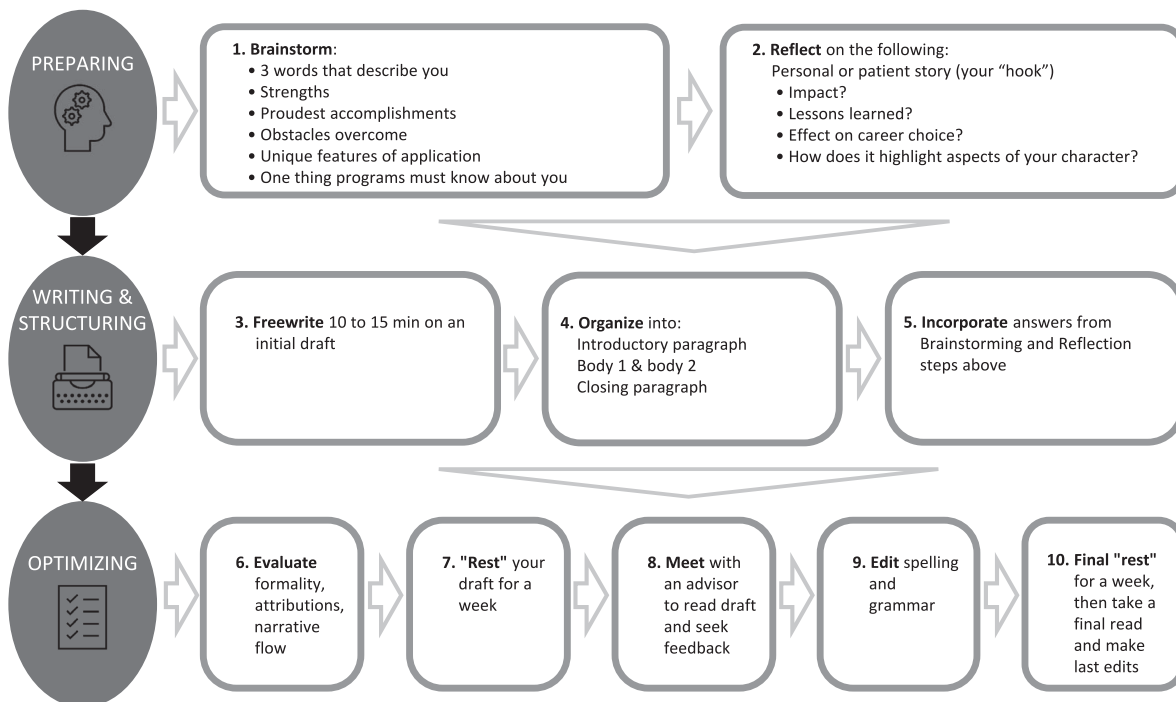 PREPARING
1. Brainstorm:
• 3 words that describe you
• Strengths
• Proudest accomplishments
• Obstacles overcome
• Unique features of application
• One thing programs must know about you
2. Reflect on the following:
Personal or patient story (your “hook”)
• Impact?
• Lessons learned?
• Effect on career choice?
• How does it highlight aspects of your character?
WRITING &
STRUCTURING
3. Freewrite 10 to 15 min on an
initial draft
4. Organize into:
Introductory paragraph
Body 1 & body 2
Closing paragraph
5. Incorporate answers from
Brainstorming and Reflection
steps above
OPTIMIZING
6. Evaluate
formality,
attributions,
narrative
flow
7. "Rest" your
draft for a
week
8. Meet with
an advisor
to read draft
and seek
feedback
9. Edit spelling
and
grammar
10. Final "rest"
for a week,
then take a
final read
and make
last edits